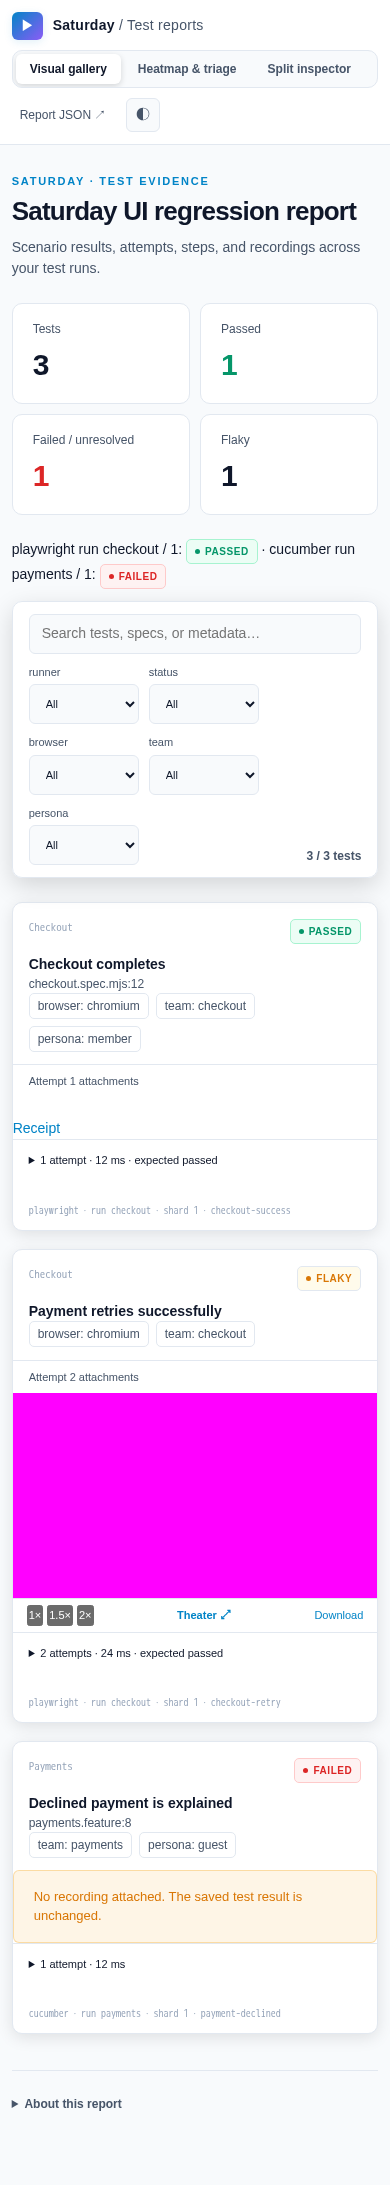 Saturday / Test reports
Visual gallery
Heatmap & triage
Split inspector
Report JSON ↗
SATURDAY · TEST EVIDENCE
Saturday UI regression report
Scenario results, attempts, steps, and recordings across
your test runs.
Tests
3
Passed
1
Failed / unresolved
1
Flaky
1
playwright run checkout / 1: PASSED · cucumber run
payments / 1: FAILED
Search tests, specs, or metadata…
runner
status
All
All
browser
team
All
All
persona
All
3 / 3 tests
Checkout
PASSED
Checkout completes
checkout.spec.mjs:12
browser: chromium
team: checkout
persona: member
Attempt 1 attachments
Receipt
1 attempt · 12 ms · expected passed
playwright · run checkout · shard 1 · checkout-success
Checkout
FLAKY
Payment retries successfully
browser: chromium
team: checkout
Attempt 2 attachments
1× 1.5× 2×
Theater ⤢
Download
2 attempts · 24 ms · expected passed
playwright · run checkout · shard 1 · checkout-retry
Payments
FAILED
Declined payment is explained
payments.feature:8
team: payments
persona: guest
No recording attached. The saved test result is
unchanged.
1 attempt · 12 ms
cucumber · run payments · shard 1 · payment-declined
About this report